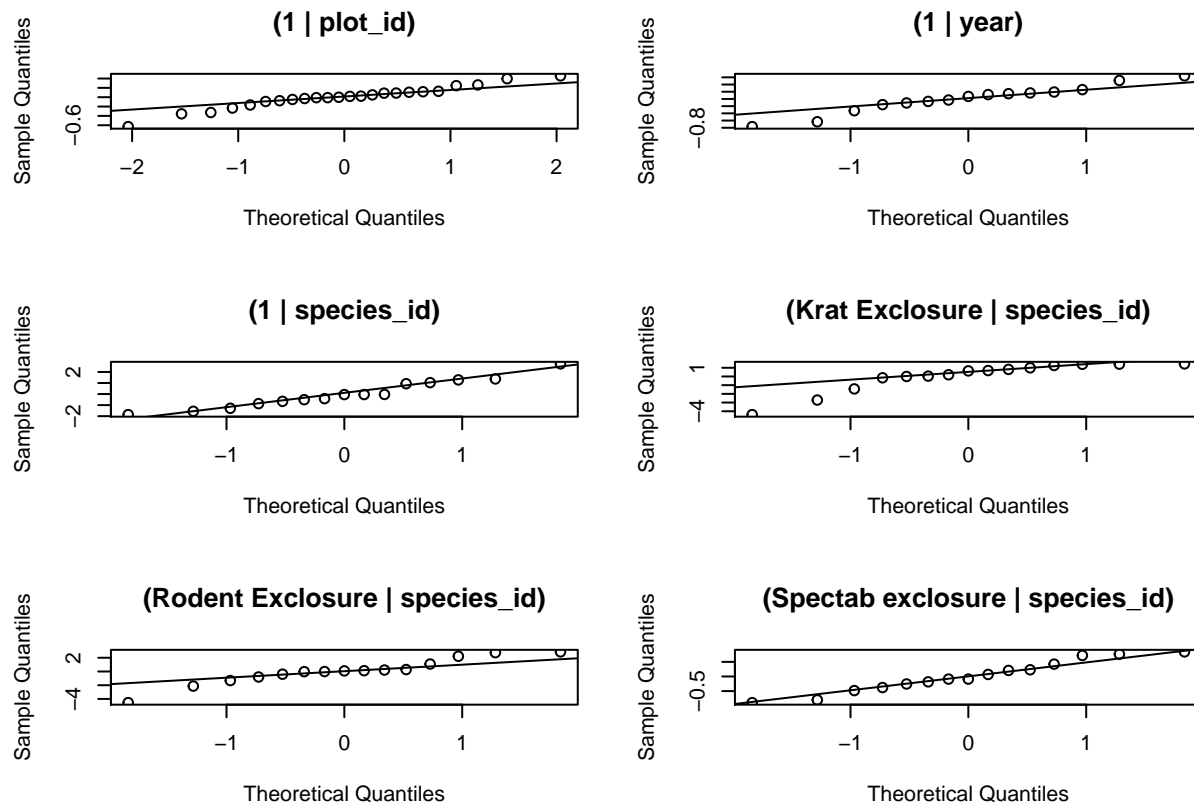 (1 | plot_id)
Sample Quantiles
−0.6
−2 −1 0 1 2
Theoretical Quantiles
(1 | year)
Sample Quantiles
−0.8
−1 0 1
Theoretical Quantiles
(1 | species_id)
Sample Quantiles
−2 2
−1 0 1
Theoretical Quantiles
(Krat Exclosure | species_id)
Sample Quantiles
−4 1
−1 0 1
Theoretical Quantiles
(Rodent Exclosure | species_id)
Sample Quantiles
−4 2
−1 0 1
Theoretical Quantiles
(Spectab exclosure | species_id)
Sample Quantiles
−0.5
−1 0 1
Theoretical Quantiles